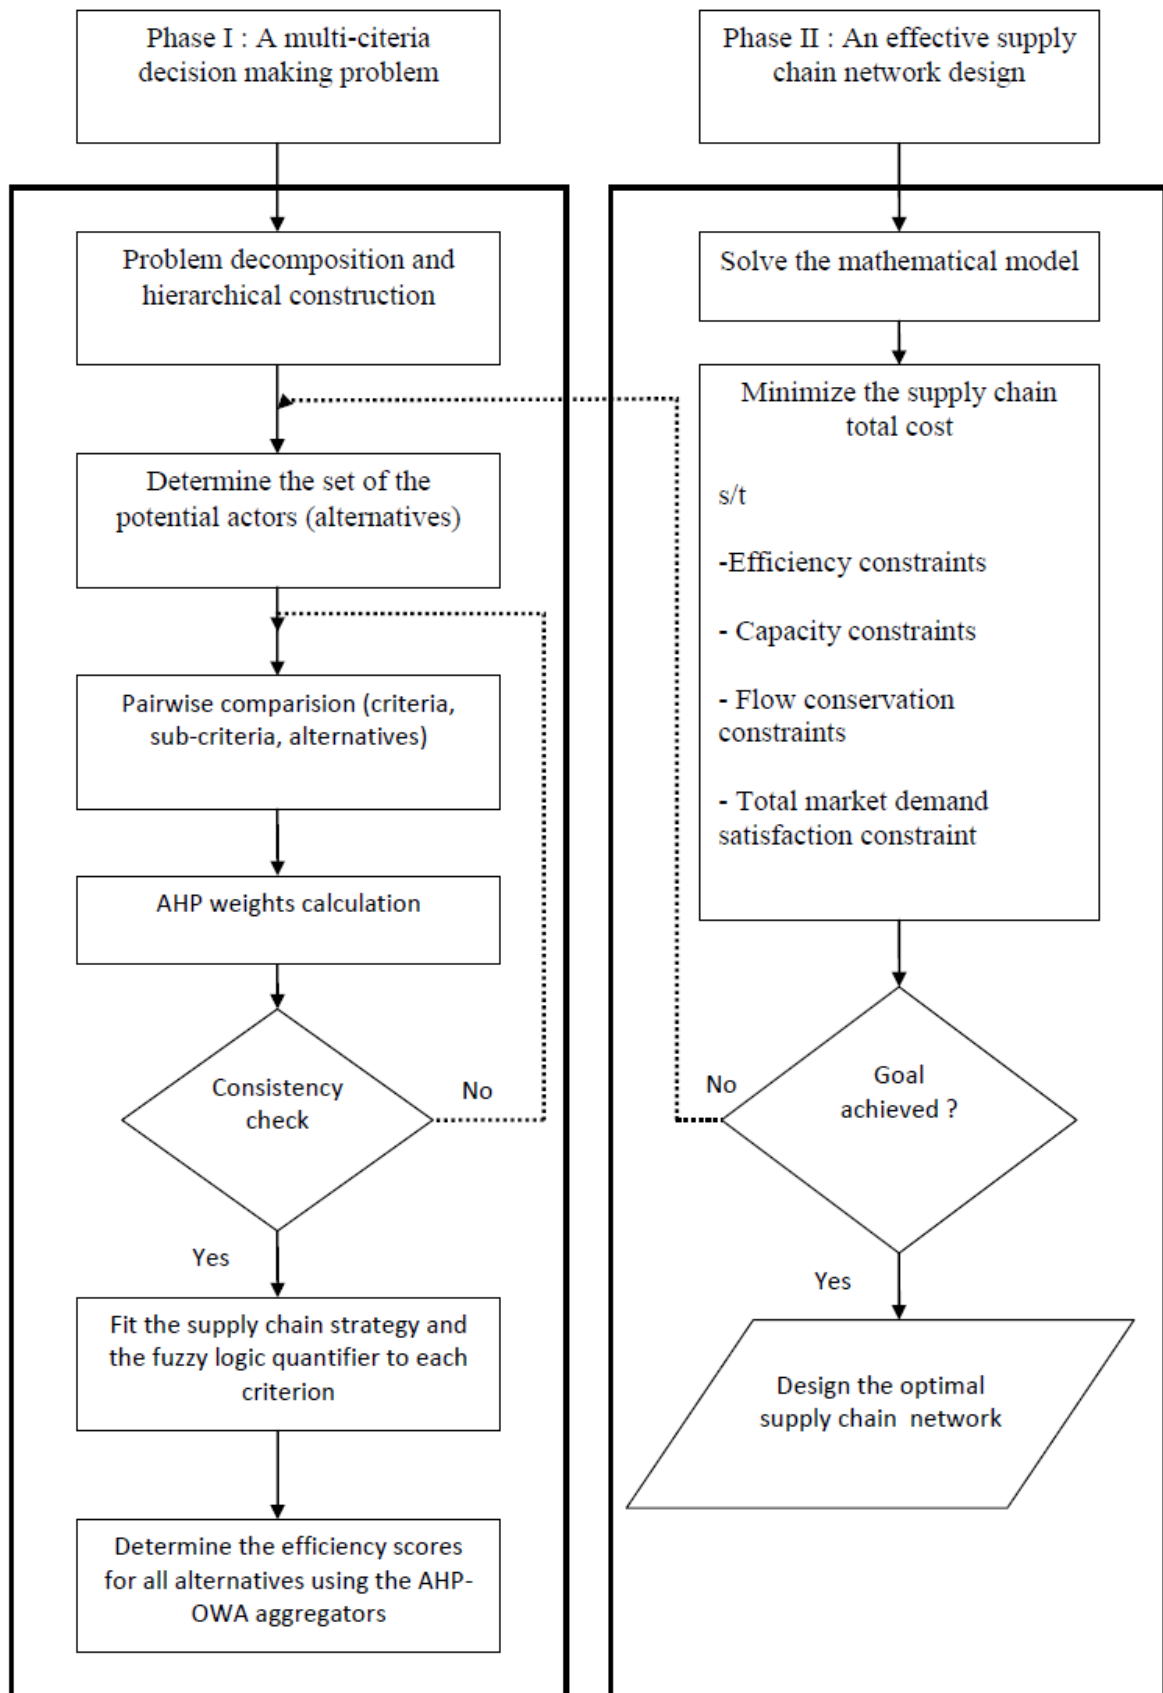 Phase I : A multi-citeria
decision making problem
Problem decomposition and
hierarchical construction
Determine the set of the
potential actors (alternatives)
Pairwise comparision (criteria,
sub-criteria, alternatives)
AHP weights calculation
Consistency
check
No
Yes
Fit the supply chain strategy and
the fuzzy logic quantifier to each
criterion
Determine the efficiency scores
for all alternatives using the AHP-
OWA aggregators
Phase II : An effective supply
chain network design
Solve the mathematical model
Minimize the supply chain
total cost
s/t
-Efficiency constraints
- Capacity constraints
- Flow conservation
constraints
- Total market demand
satisfaction constraint
No
Goal
achieved ?
Yes
Design the optimal
supply chain network